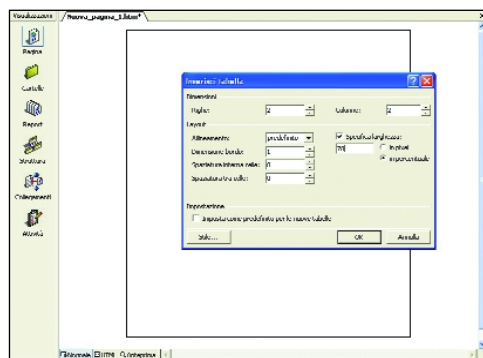 Visualizzazioni
Nuova_pagina_1.htm*
Pagina
Cartelle
Report
Struttura
Collegamenti
Attività
Inserisci tabella
Dimensioni
Righe: 2 Colonne: 2
Layout
Allineamento: predefinito Specifica larghezza:
Dimensione bordo: 1 70 In pixel
Spaziatura interna celle: 0 In percentuale
Spaziatura tra celle: 0
Impostazione
Imposta come predefinito per le nuove tabelle
Stile... OK Annulla
Normale HTML Anteprima